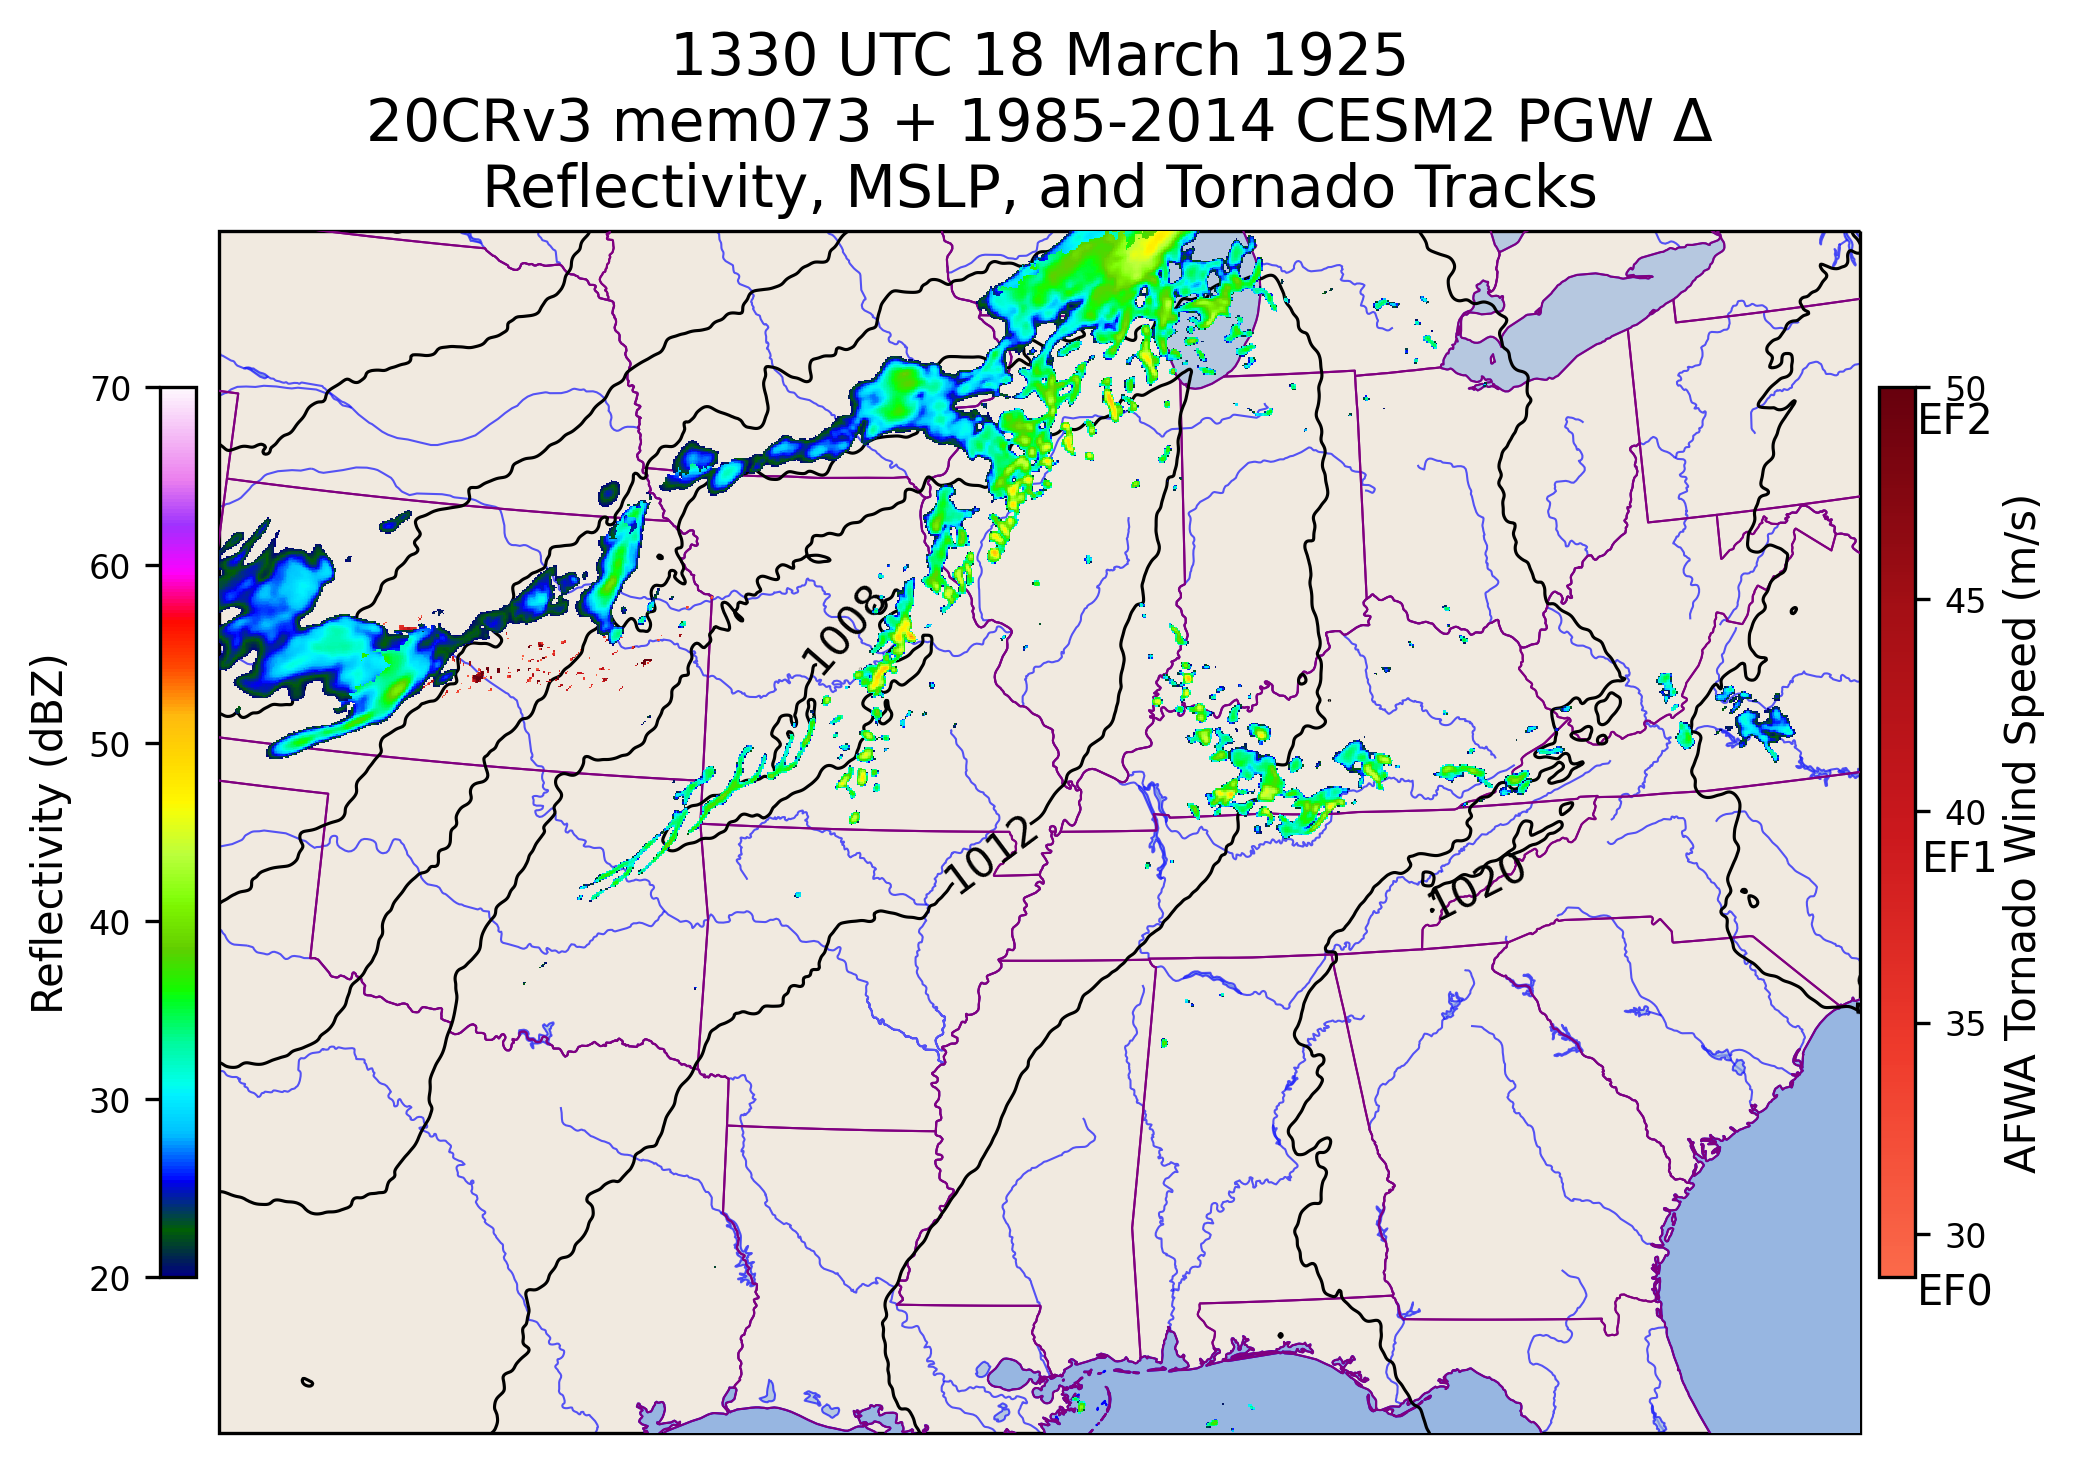 1330 UTC 18 March 1925
20CRv3 mem073 + 1985-2014 CESM2 PGW Δ
Reflectivity, MSLP, and Tornado Tracks
70
60
50
40
30
20
Reflectivity (dBZ)
1008
1012
1020
50
EF2
45
40
EF1
35
30
EF0
AFWA Tornado Wind Speed (m/s)